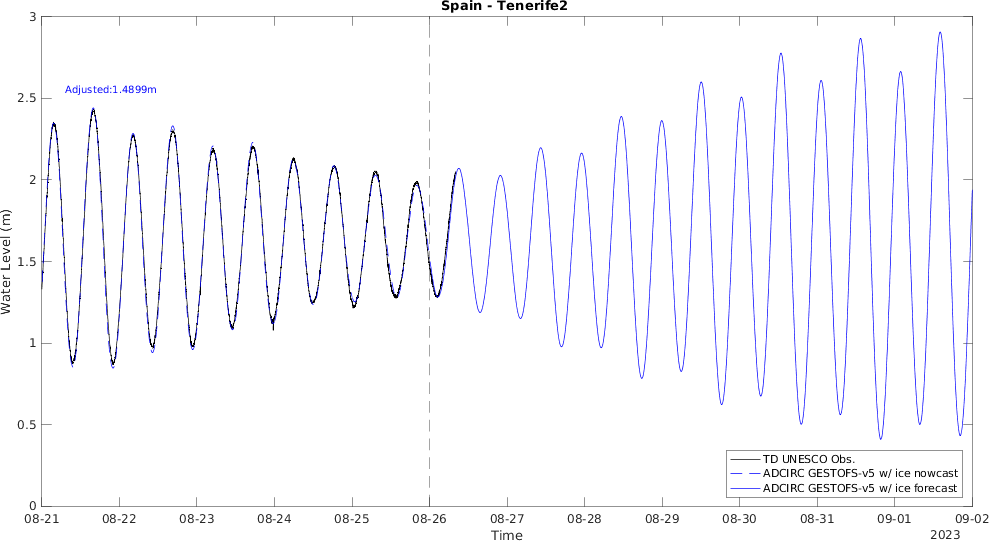 Spain - Tenerife2
3
Adjusted:1.4899m
2.5
2
1.5
1
0.5
0
Water Level (m)
TD UNESCO Obs.
ADCIRC GESTOFS-v5 w/ ice nowcast
ADCIRC GESTOFS-v5 w/ ice forecast
08-21 08-22 08-23 08-24 08-25 08-26 08-27 08-28 08-29 08-30 08-31 09-01 09-02
Time
2023